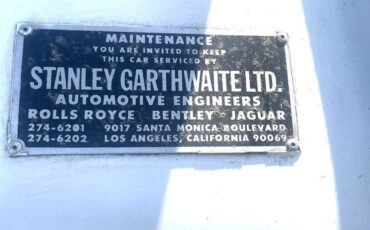 MAINTENANCE
YOU ARE INVITED TO KEEP
THIS CAR SERVICED BY
STANLEY GARTHWAITE LTD.
AUTOMOTIVE ENGINEERS
ROLLS ROYCE BENTLEY JAGUAR
274-6201 9017 SANTA MONICA BOULEVARD
274-6202 LOS ANGELES, CALIFORNIA 90069